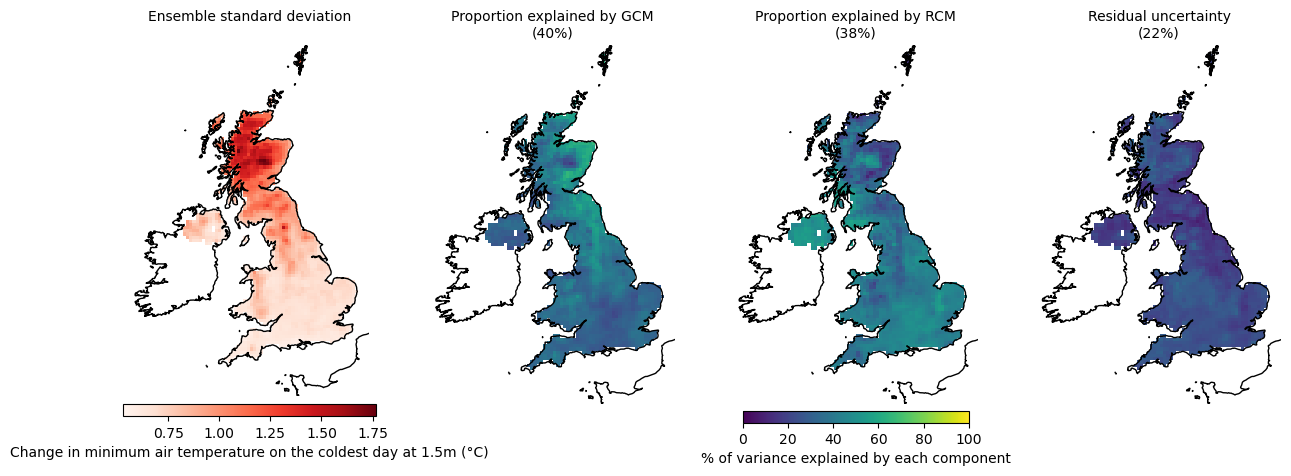 Ensemble standard deviation
Proportion explained by GCM
(40%)
Proportion explained by RCM
(38%)
Residual uncertainty
(22%)
0.75 1.00 1.25 1.50 1.75
Change in minimum air temperature on the coldest day at 1.5m (°C)
0 20 40 60 80 100
% of variance explained by each component